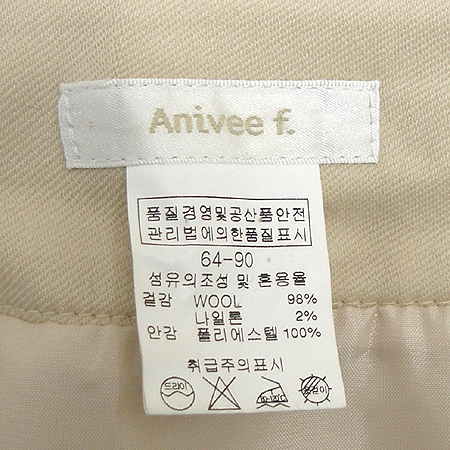 Anivee f.
품질경영및공산품안전
관리법에의한품질표시
64-90
섬유의조성 및 혼용율
겉감 WOOL 98%
나일론 2%
안감 폴리에스텔 100%
취급주의표시
드라이